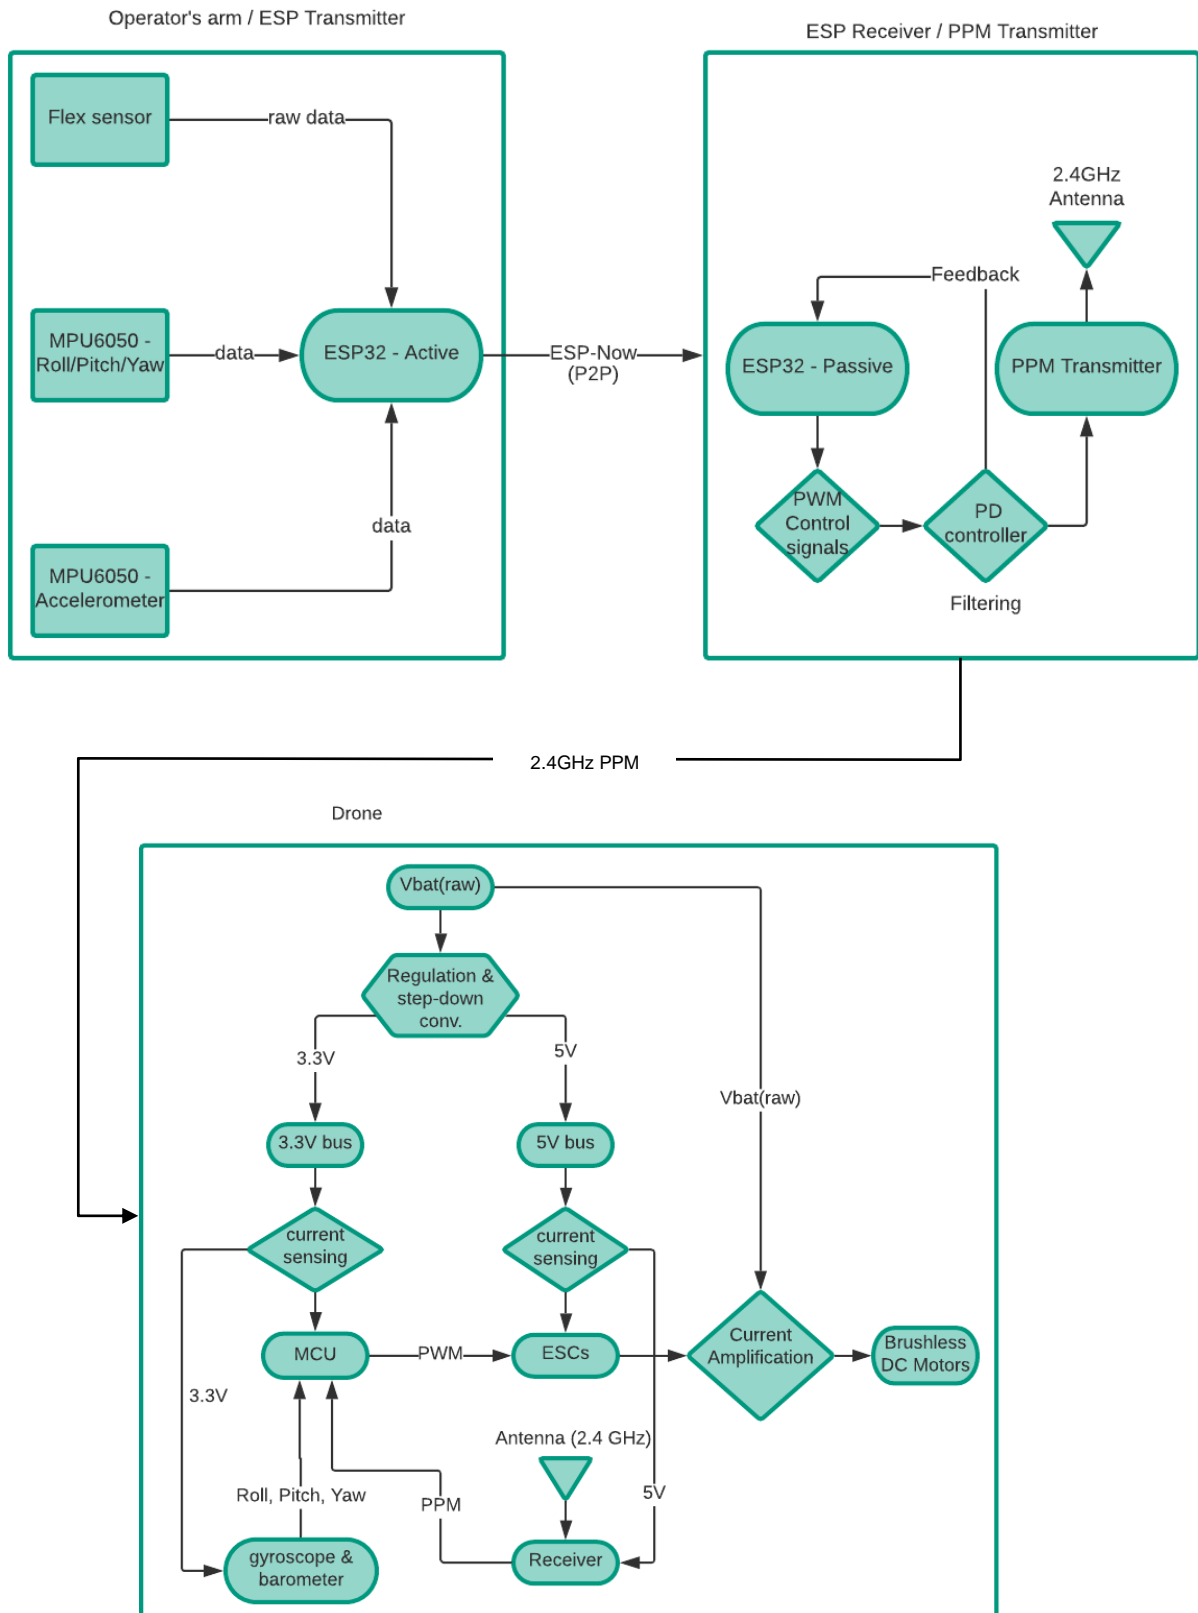 Operator's arm / ESP Transmitter
Flex sensor
raw data
MPU6050 -
Roll/Pitch/Yaw
data
ESP32 - Active
ESP-Now
(P2P)
data
MPU6050 -
Accelerometer
ESP Receiver / PPM Transmitter
2.4GHz
Antenna
Feedback
ESP32 - Passive
PPM Transmitter
PWM
Control
signals
PD
controller
Filtering
2.4GHz PPM
Drone
Vbat(raw)
Regulation &
step-down
conv.
3.3V
5V
Vbat(raw)
3.3V bus
5V bus
current
sensing
current
sensing
MCU
PWM
ESCs
Current
Amplification
Brushless
DC Motors
3.3V
Antenna (2.4 GHz)
Roll, Pitch, Yaw
PPM
5V
gyroscope &
barometer
Receiver